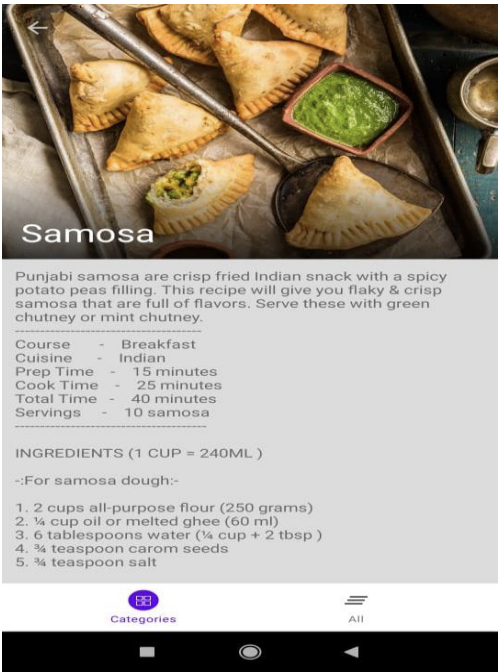 Samosa
Punjabi samosa are crisp fried Indian snack with a spicy
potato peas filling. This recipe will give you flaky & crisp
samosa that are full of flavors. Serve these with green
chutney or mint chutney.
------------------------------------
Course - Breakfast
Cuisine - Indian
Prep Time - 15 minutes
Cook Time - 25 minutes
Total Time - 40 minutes
Servings - 10 samosa
-------------------------------------
INGREDIENTS (1 CUP = 240ML )
-:For samosa dough:-
1. 2 cups all-purpose flour (250 grams)
2. ¼ cup oil or melted ghee (60 ml)
3. 6 tablespoons water (¼ cup + 2 tbsp )
4. ¾ teaspoon carom seeds
5. ¾ teaspoon salt
Categories
All